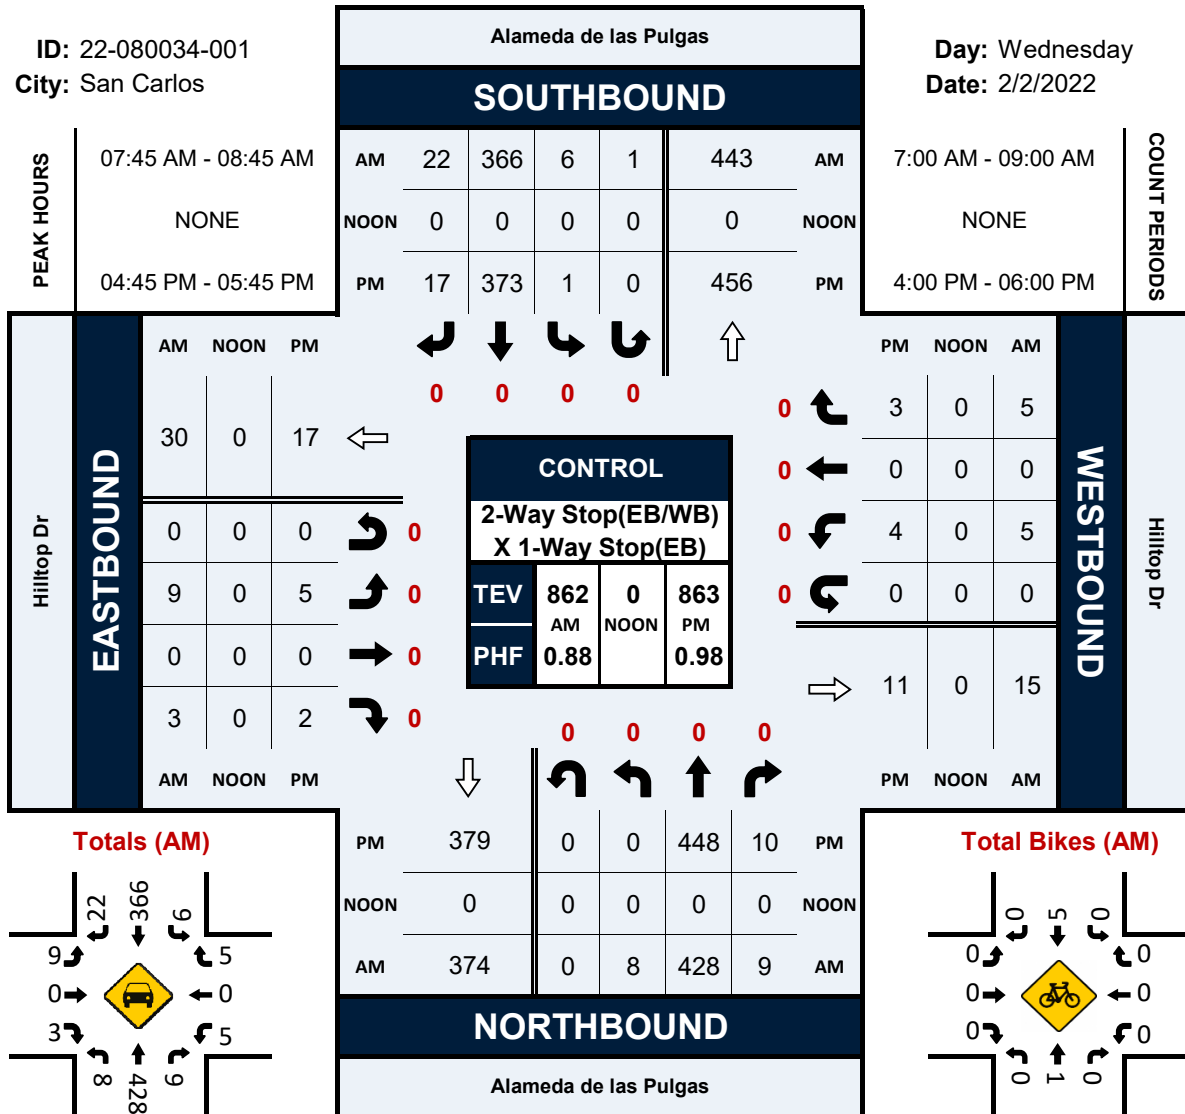 Alameda de las Pulgas
ID: 22-080034-001
Day: Wednesday
City: San Carlos
Date: 2/2/2022
SOUTHBOUND
PEAK HOURS
07:45 AM - 08:45 AM
AM 22 366 6 1 443 AM
7:00 AM - 09:00 AM
COUNT PERIODS
NONE
NOON 0 0 0 0 0 NOON
NONE
04:45 PM - 05:45 PM
PM 17 373 1 0 456 PM
4:00 PM - 06:00 PM
Hilltop Dr
EASTBOUND
AM NOON PM
30 0 17
0 0 0 0
9 0 5 0
0 0 0 0
3 0 2 0
AM NOON PM
0 0 0 0
CONTROL
2-Way Stop(EB/WB)
X 1-Way Stop(EB)
TEV 862 0 863
AM NOON PM
PHF 0.88 0.98
PM NOON AM
0 3 0 5
0 0 0 0
0 4 0 5
0 0 0 0
11 0 15
PM NOON AM
WESTBOUND
Hilltop Dr
0 0 0 0
PM 379 0 0 448 10 PM
NOON 0 0 0 0 0 NOON
AM 374 0 8 428 9 AM
NORTHBOUND
Alameda de las Pulgas
Totals (AM)
22 366 6
9 5
0 0
3 5
8 428 9
Total Bikes (AM)
0 5 0
0 0
0 0
0 0
0 1 0